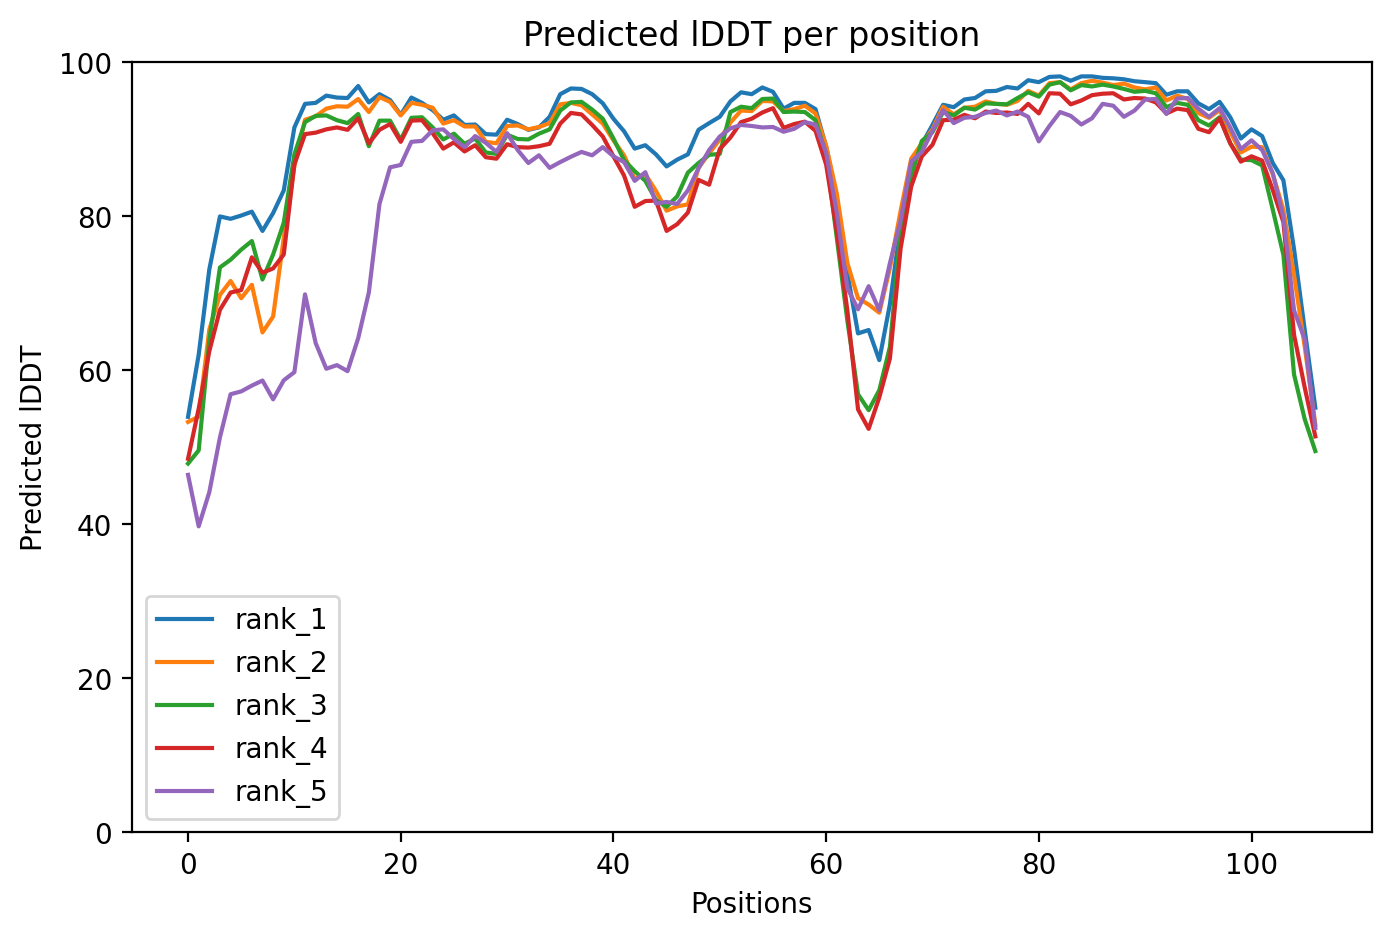 Predicted lDDT per position
100
80
60
40
20
0
Predicted lDDT
rank_1
rank_2
rank_3
rank_4
rank_5
0 20 40 60 80 100
Positions